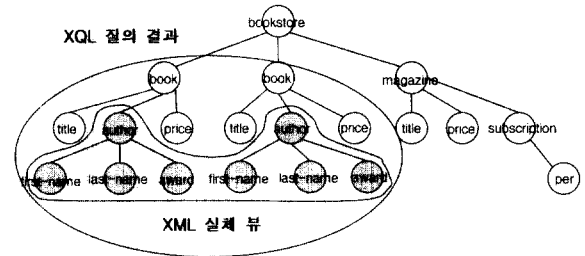 bookstore
XQL 질의 결과
book book magazine
title author price title author price title price subscription
first-name last-name award first-name last-name award per
XML 실체 뷰